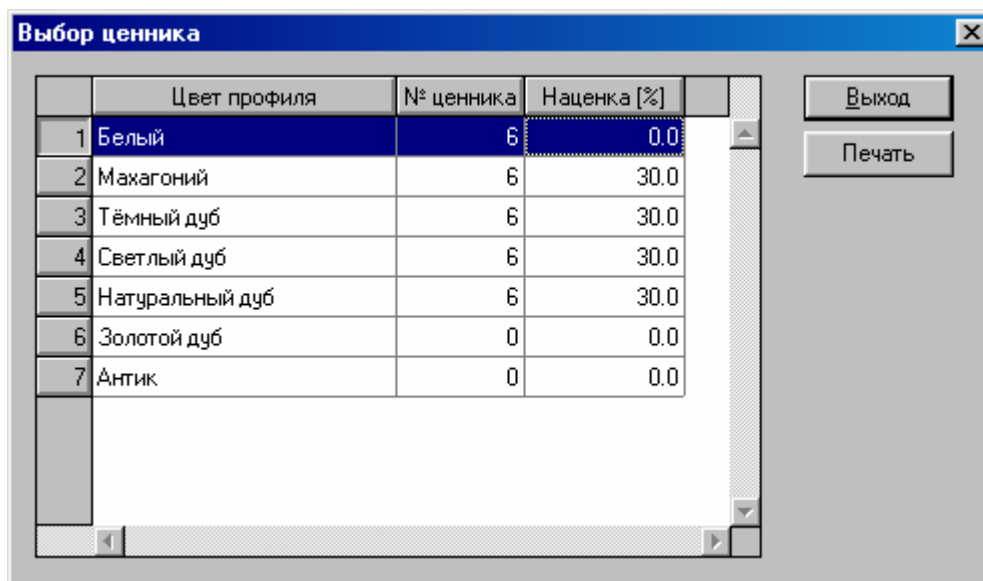 Выбор ценника
Цвет профиля № ценника Наценка [%]
Выход
1 Белый 6 0.0
Печать
2 Махагоний 6 30.0
3 Тёмный дуб 6 30.0
4 Светлый дуб 6 30.0
5 Натуральный дуб 6 30.0
6 Золотой дуб 0 0.0
7 Антик 0 0.0